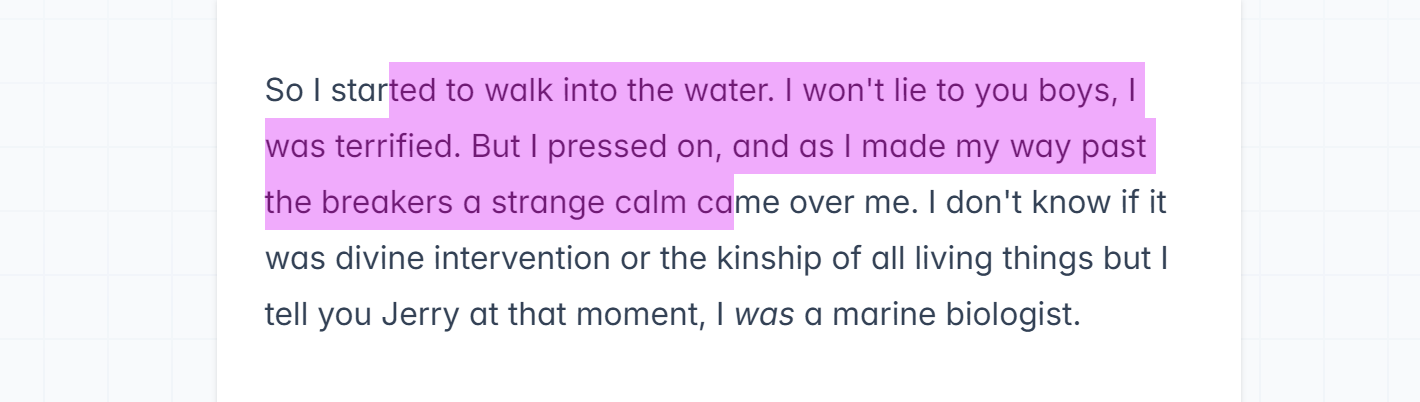 So I started to walk into the water. I won't lie to you boys, I
was terrified. But I pressed on, and as I made my way past
the breakers a strange calm came over me. I don't know if it
was divine intervention or the kinship of all living things but I
tell you Jerry at that moment, I was a marine biologist.